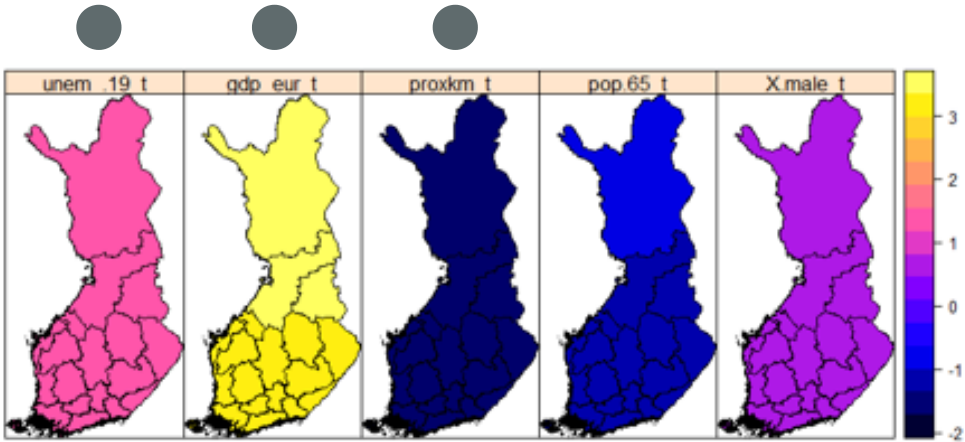 unem_.19_t
gdp_eur_t
proxkm_t
pop.65_t
X.male_t
3
2
1
0
-1
-2